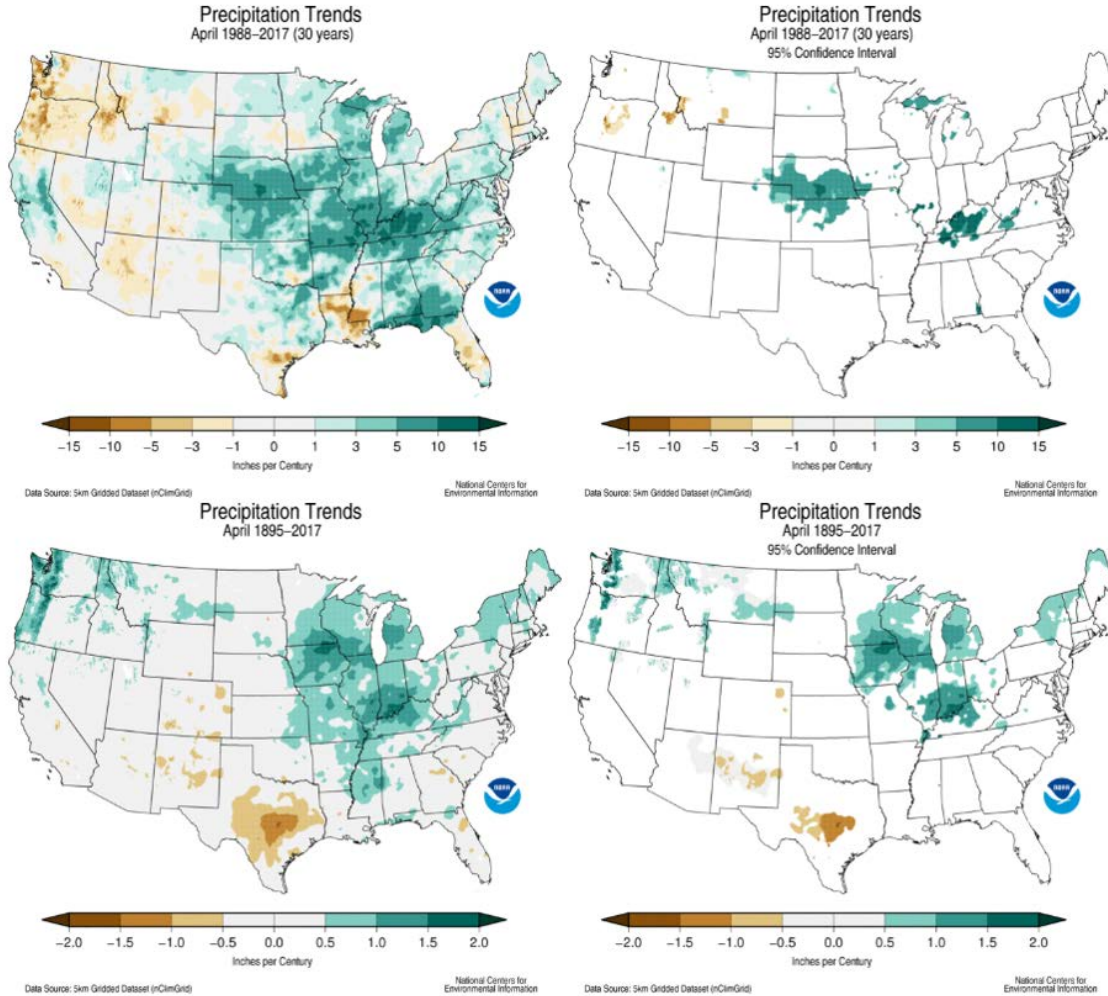 Precipitation Trends
April 1988–2017 (30 years)
NOAA
−15 −10 −5 −3 −1 0 1 3 5 10 15
Inches per Century
Data Source: 5km Gridded Dataset (nClimGrid)
National Centers for
Environmental Information
Precipitation Trends
April 1988–2017 (30 years)
95% Confidence Interval
NOAA
−15 −10 −5 −3 −1 0 1 3 5 10 15
Inches per Century
Data Source: 5km Gridded Dataset (nClimGrid)
National Centers for
Environmental Information
Precipitation Trends
April 1895–2017
NOAA
−2.0 −1.5 −1.0 −0.5 0.0 0.5 1.0 1.5 2.0
Inches per Century
Data Source: 5km Gridded Dataset (nClimGrid)
National Centers for
Environmental Information
Precipitation Trends
April 1895–2017
95% Confidence Interval
NOAA
−2.0 −1.5 −1.0 −0.5 0.0 0.5 1.0 1.5 2.0
Inches per Century
Data Source: 5km Gridded Dataset (nClimGrid)
National Centers for
Environmental Information